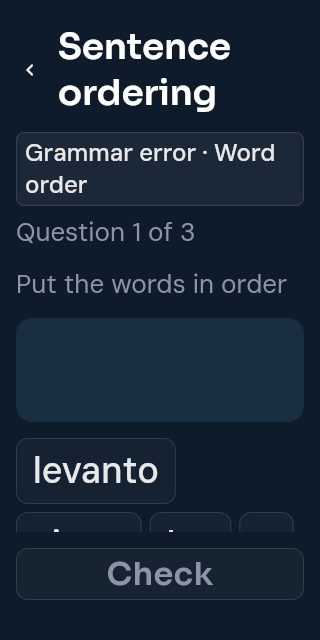 Sentence
ordering
Grammar error · Word
order
Question 1 of 3
Put the words in order
levanto
Check